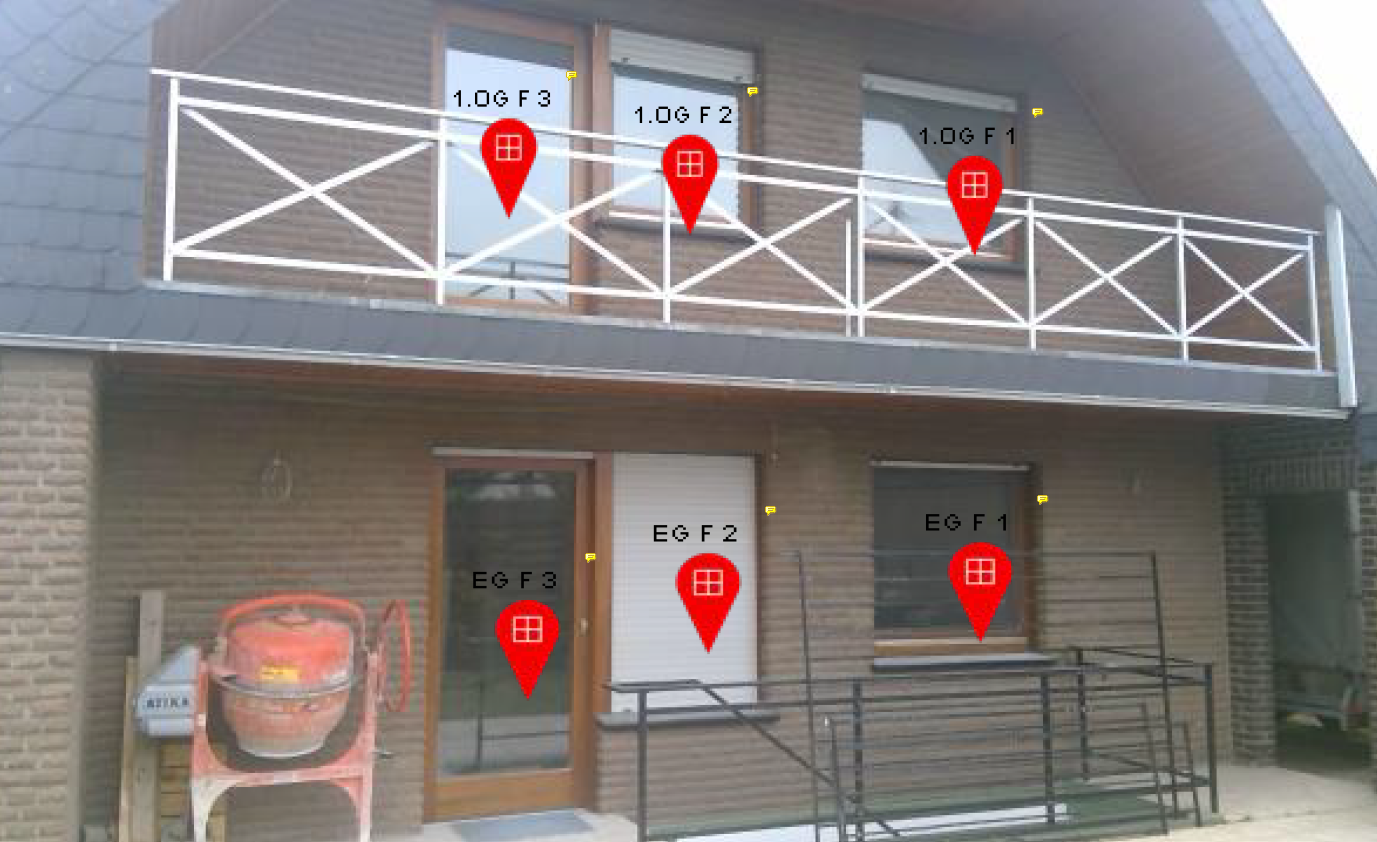 1.OG F 3
1.OG F 2
1.OG F 1
EG F 1
EG F 2
EG F 3
ATIKA